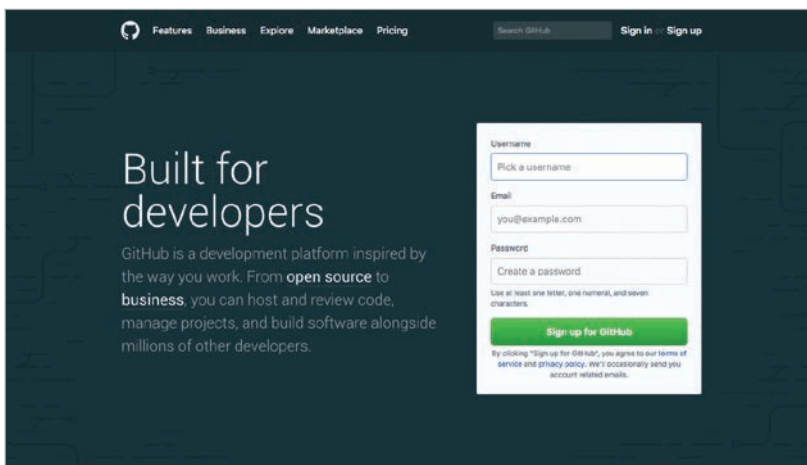 Features Business Explore Marketplace Pricing Search GitHub Sign in or Sign up
Built for
developers
GitHub is a development platform inspired by
the way you work. From open source to
business, you can host and review code,
manage projects, and build software alongside
millions of other developers.
Username
Pick a username
Email
you@example.com
Password
Create a password
Use at least one letter, one numeral, and seven
characters.
Sign up for GitHub
By clicking "Sign up for GitHub", you agree to our terms of
service and privacy policy. We'll occasionally send you
account related emails.